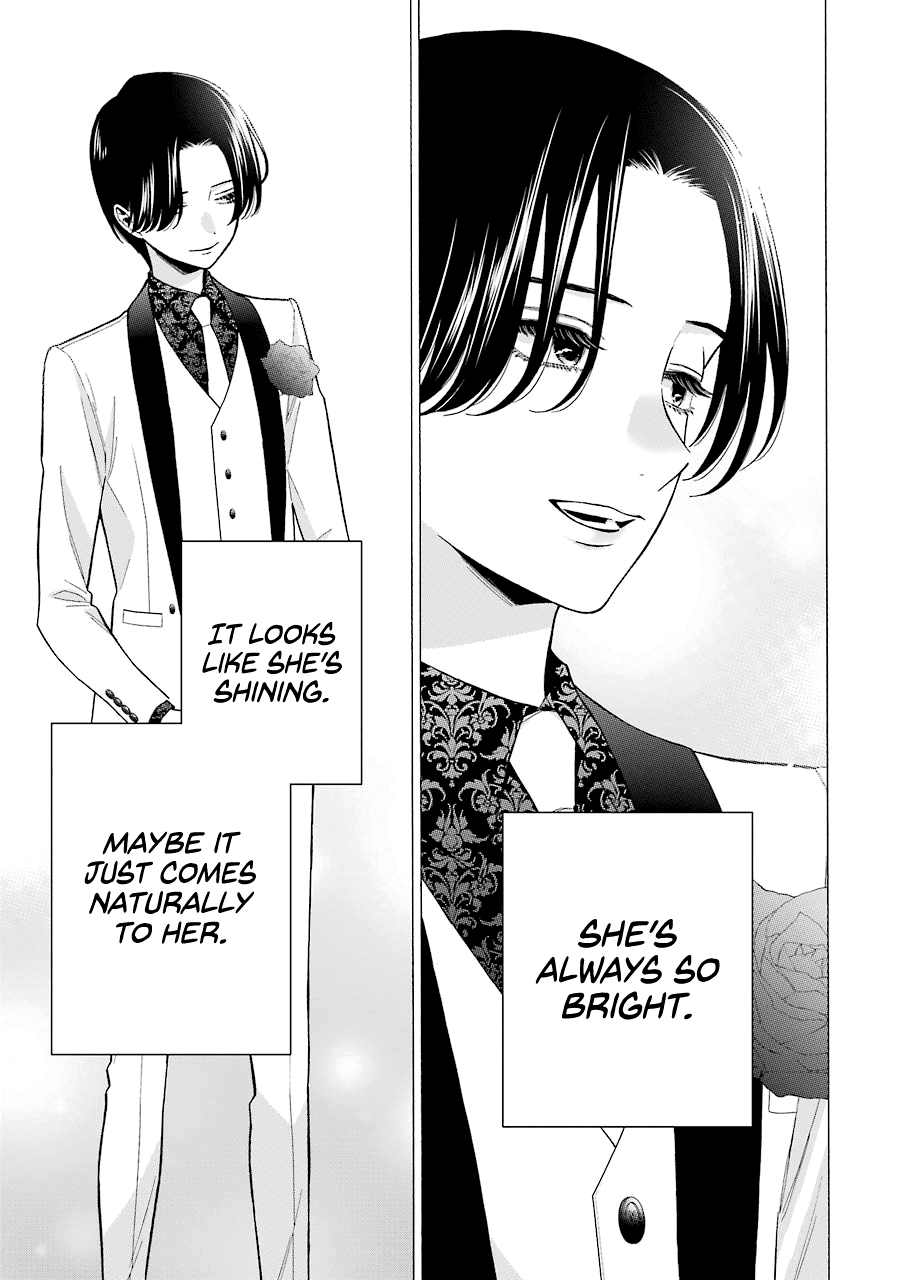 SHE'S
ALWAYS SO
BRIGHT.
IT LOOKS
LIKE SHE'S
SHINING.
MAYBE IT
JUST COMES
NATURALLY
TO HER.